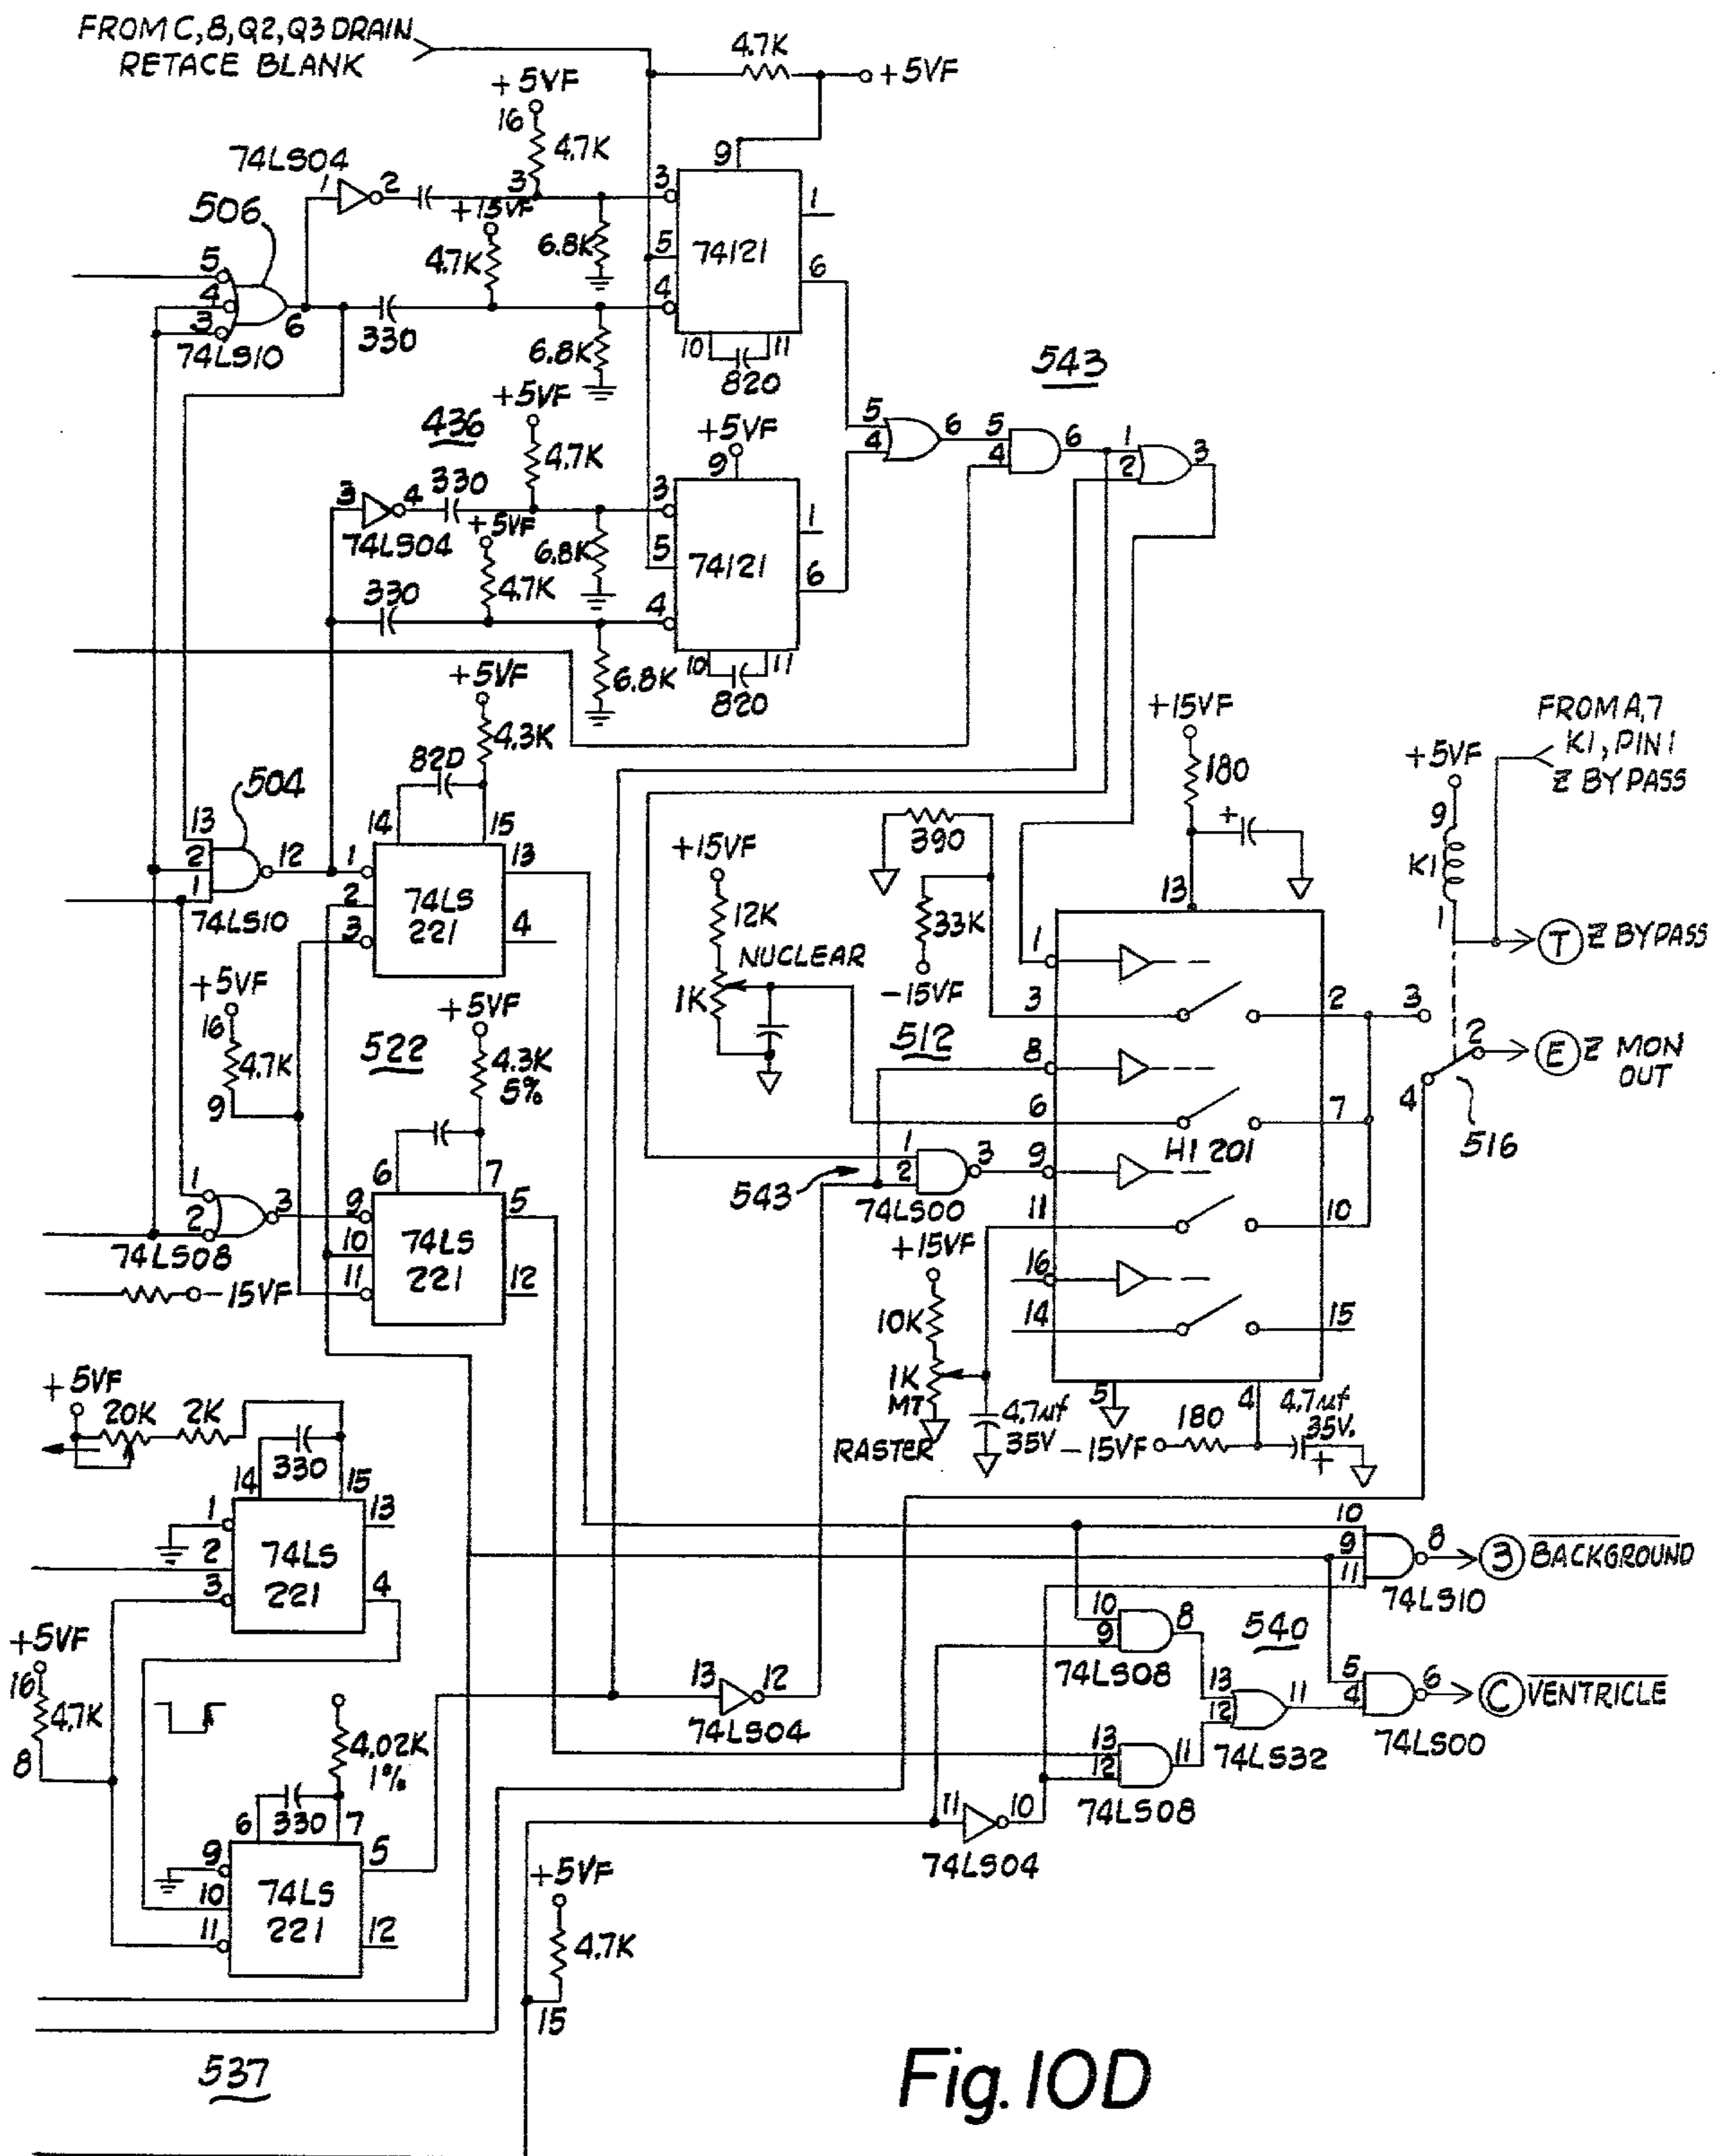 FROM C, B, Q2, Q3 DRAIN
RETACE BLANK
4.7K
+5VF
+5VF
16
4.7K
74LS04
1
2
3
9
3
1
506
+15VF
6.8K
5
74121
4.7K
5
6
4
4
3
6
330
74LS10
6.8K
10
11
820
543
+5VF
436
+5VF
4.7K
9
5
4
6
5
4
6
1
2
3
330
3
4
3
1
74LS04
+5VF
6.8K
5
74121
6
4.7K
330
4
10
11
820
6.8K
+5VF
4.3K
820
+15VF
180
FROM A,7
K1, PIN 1
Z BYPASS
+5VF
9
K1
1
T
Z BYPASS
504
13
2
1
12
74LS10
14
15
1
2
3
13
4
74LS
221
390
+
+15VF
12K
33K
13
NUCLEAR
1K
-15VF
1
3
2
3
512
8
2
E
Z MON
OUT
4
516
6
7
HI 201
+5VF
16
4.7K
9
522
+5VF
4.3K
5%
6
7
1
2
3
9
543
74LS00
11
10
1
2
3
74LS08
9
10
11
5
12
74LS
221
-15VF
+15VF
10K
1K
MT
RASTER
4.7µf
35V
16
14
15
5
4
180
-15VF
4.7µf
35V.
+
+5VF
20K
2K
330
14
15
1
2
3
13
4
74LS
221
10
9
11
8
3
BACKGROUND
74LS10
+5VF
16
4.7K
8
10
9
8
74LS08
540
13
12
11
74LS32
5
4
6
C
VENTRICLE
74LS00
13
12
74LS04
4.02K
1%
13
12
11
74LS08
6
330
7
9
10
11
5
12
74LS
221
11
10
74LS04
+5VF
4.7K
15
537
Fig. 10D